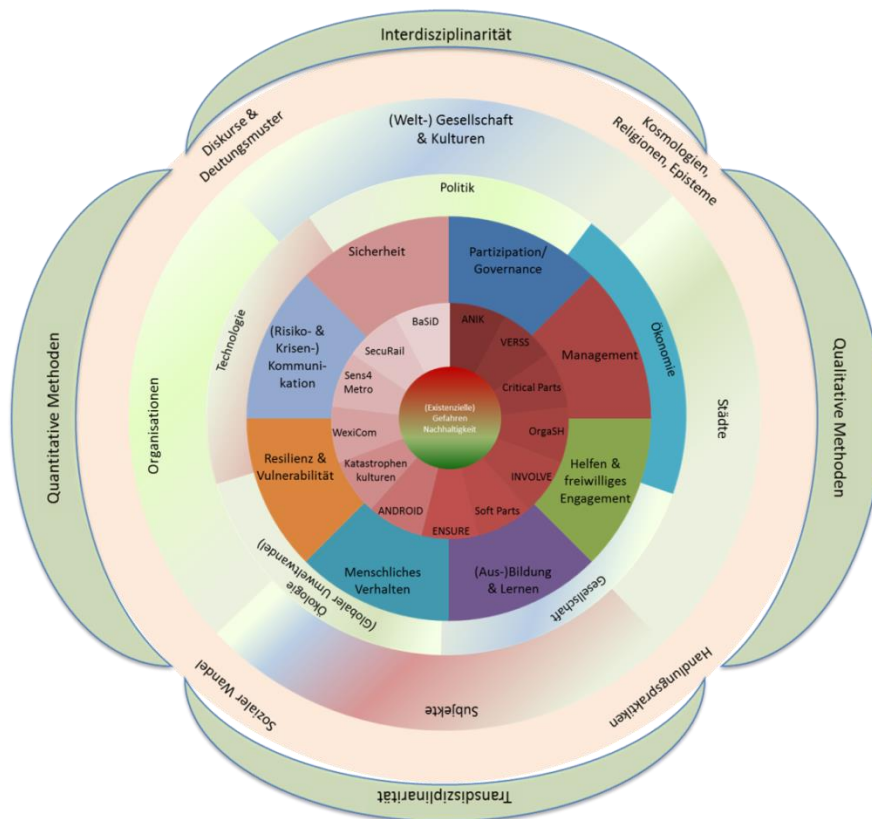 Interdisziplinarität
Diskurse &
Deutungsmuster
(Welt-) Gesellschaft
& Kulturen
Kosmologien,
Religionen, Episteme
Politik
Sicherheit
Partizipation/
Governance
Technologie
(Risiko- &
Krisen-)
Kommuni-
kation
BaSiD
ANIK
VERSS
SecuRail
Sens4
Metro
Critical Parts
Management
Ökonomie
Quantitative Methoden
Organisationen
(Existenzielle)
Gefahren
Nachhaltigkeit
Städte
Qualitative Methoden
WexiCom
OrgaSH
Resilienz &
Vulnerabilität
Katastrophen
kulturen
INVOLVE
Helfen &
freiwilliges
Engagement
ANDROID
ENSURE
Soft Parts
Menschliches
Verhalten
(Aus-)Bildung
& Lernen
Ökologie
(Globaler Umweltwandel)
Gesellschaft
Subjekte
Sozialer Wandel
Handlungspraktiken
Transdisziplinarität